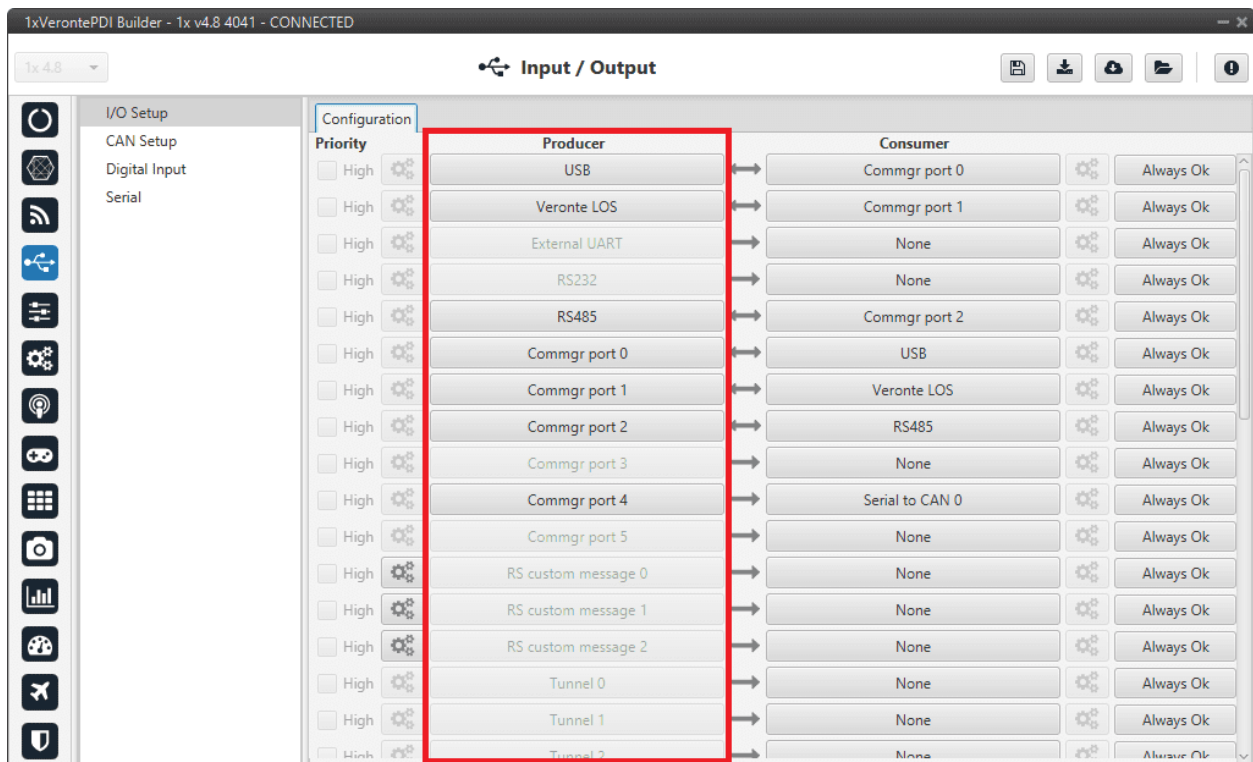 1xVerontePDI Builder - 1x v4.8 4041 - CONNECTED
1x 4.8
Input / Output
I/O Setup
CAN Setup
Digital Input
Serial
Configuration
Priority Producer Consumer
High USB Commgr port 0 Always Ok
High Veronte LOS Commgr port 1 Always Ok
High External UART None Always Ok
High RS232 None Always Ok
High RS485 Commgr port 2 Always Ok
High Commgr port 0 USB Always Ok
High Commgr port 1 Veronte LOS Always Ok
High Commgr port 2 RS485 Always Ok
High Commgr port 3 None Always Ok
High Commgr port 4 Serial to CAN 0 Always Ok
High Commgr port 5 None Always Ok
High RS custom message 0 None Always Ok
High RS custom message 1 None Always Ok
High RS custom message 2 None Always Ok
High Tunnel 0 None Always Ok
High Tunnel 1 None Always Ok
High Tunnel 2 None Always Ok